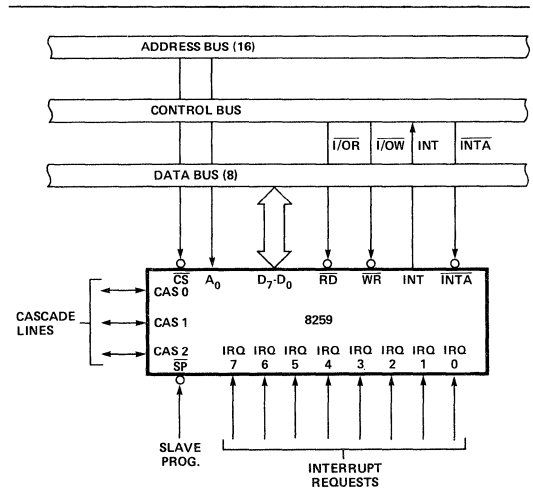 ADDRESS BUS (16)
CONTROL BUS
I/OR I/OW INT INTA
DATA BUS (8)
CS A0 D7-D0 RD WR INT INTA
CAS 0
CASCADE LINES
CAS 1
8259
CAS 2
SP
IRQ 7 IRQ 6 IRQ 5 IRQ 4 IRQ 3 IRQ 2 IRQ 1 IRQ 0
SLAVE PROG.
INTERRUPT REQUESTS